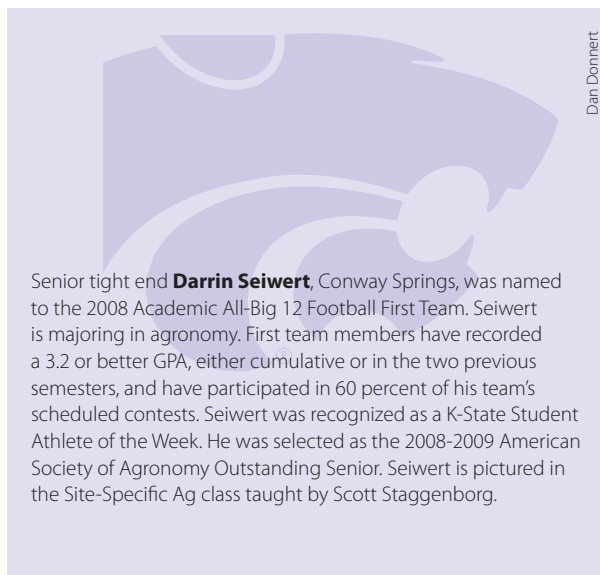 Dan Donnert
Senior tight end Darrin Seiwert, Conway Springs, was named
to the 2008 Academic All-Big 12 Football First Team. Seiwert
is majoring in agronomy. First team members have recorded
a 3.2 or better GPA, either cumulative or in the two previous
semesters, and have participated in 60 percent of his team’s
scheduled contests. Seiwert was recognized as a K-State Student
Athlete of the Week. He was selected as the 2008-2009 American
Society of Agronomy Outstanding Senior. Seiwert is pictured in
the Site-Specific Ag class taught by Scott Staggenborg.